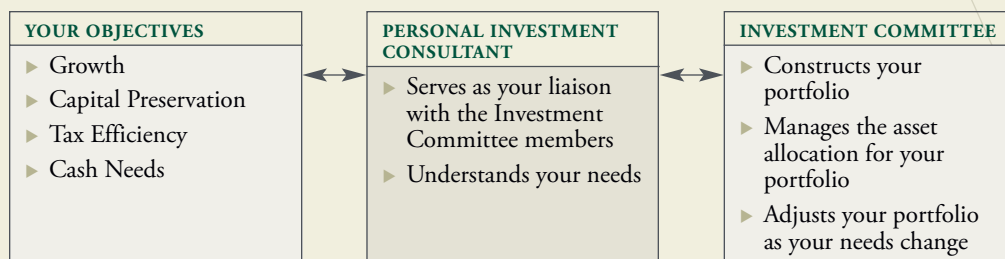 YOUR OBJECTIVES
Growth
Capital Preservation
Tax Efficiency
Cash Needs
PERSONAL INVESTMENT
CONSULTANT
Serves as your liaison
with the Investment
Committee members
Understands your needs
INVESTMENT COMMITTEE
Constructs your
portfolio
Manages the asset
allocation for your
portfolio
Adjusts your portfolio
as your needs change